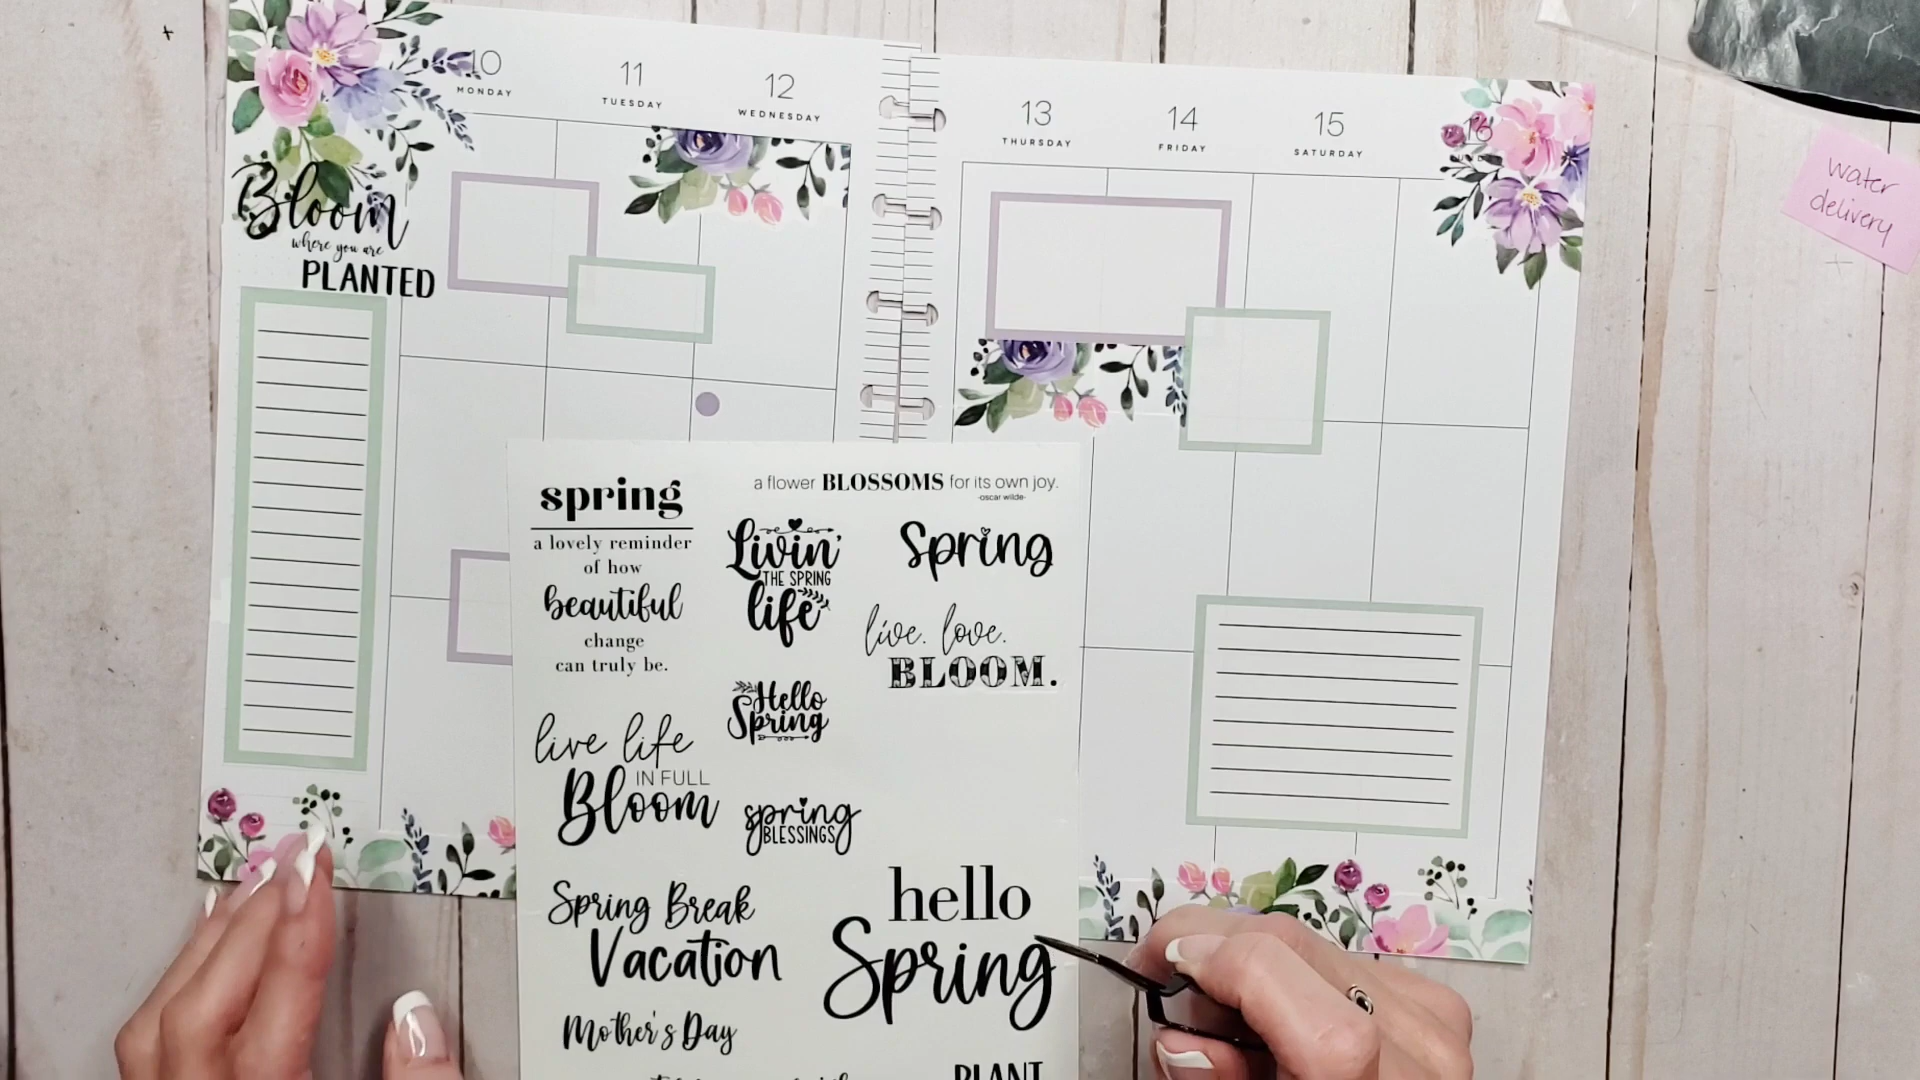 10
MONDAY
11
TUESDAY
12
WEDNESDAY
13
THURSDAY
14
FRIDAY
15
SATURDAY
16
water
delivery
Bloom
where you are
PLANTED
spring
a lovely reminder
of how
beautiful
change
can truly be.
a flower BLOSSOMS for its own joy.
-oscar wilde-
Livin'
THE SPRING
life
Spring
live. love.
BLOOM.
Hello
Spring
live life
IN FULL
Bloom
spring
BLESSINGS
hello
Spring
Spring Break
Vacation
Mother's Day
PLANT